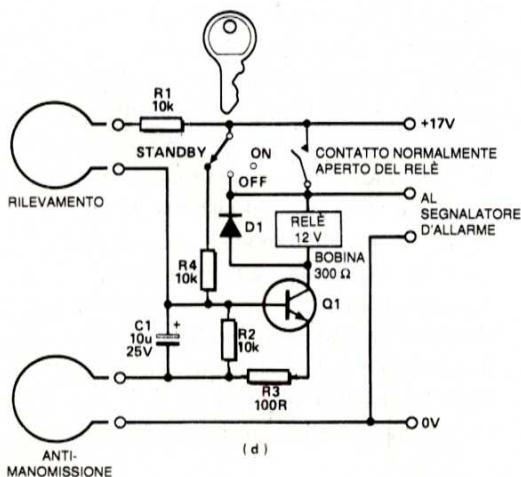 R1
10k
+17V
STANDBY
ON
OFF
CONTATTO NORMALMENTE
APERTO DEL RELÈ
RILEVAMENTO
AL
SEGNALATORE
D'ALLARME
D1
RELÈ
12 V
BOBINA
300 Ω
R4
10k
Q1
C1
10u
25V
+
R2
10k
R3
100R
0V
ANTI-
MANOMISSIONE
(d)